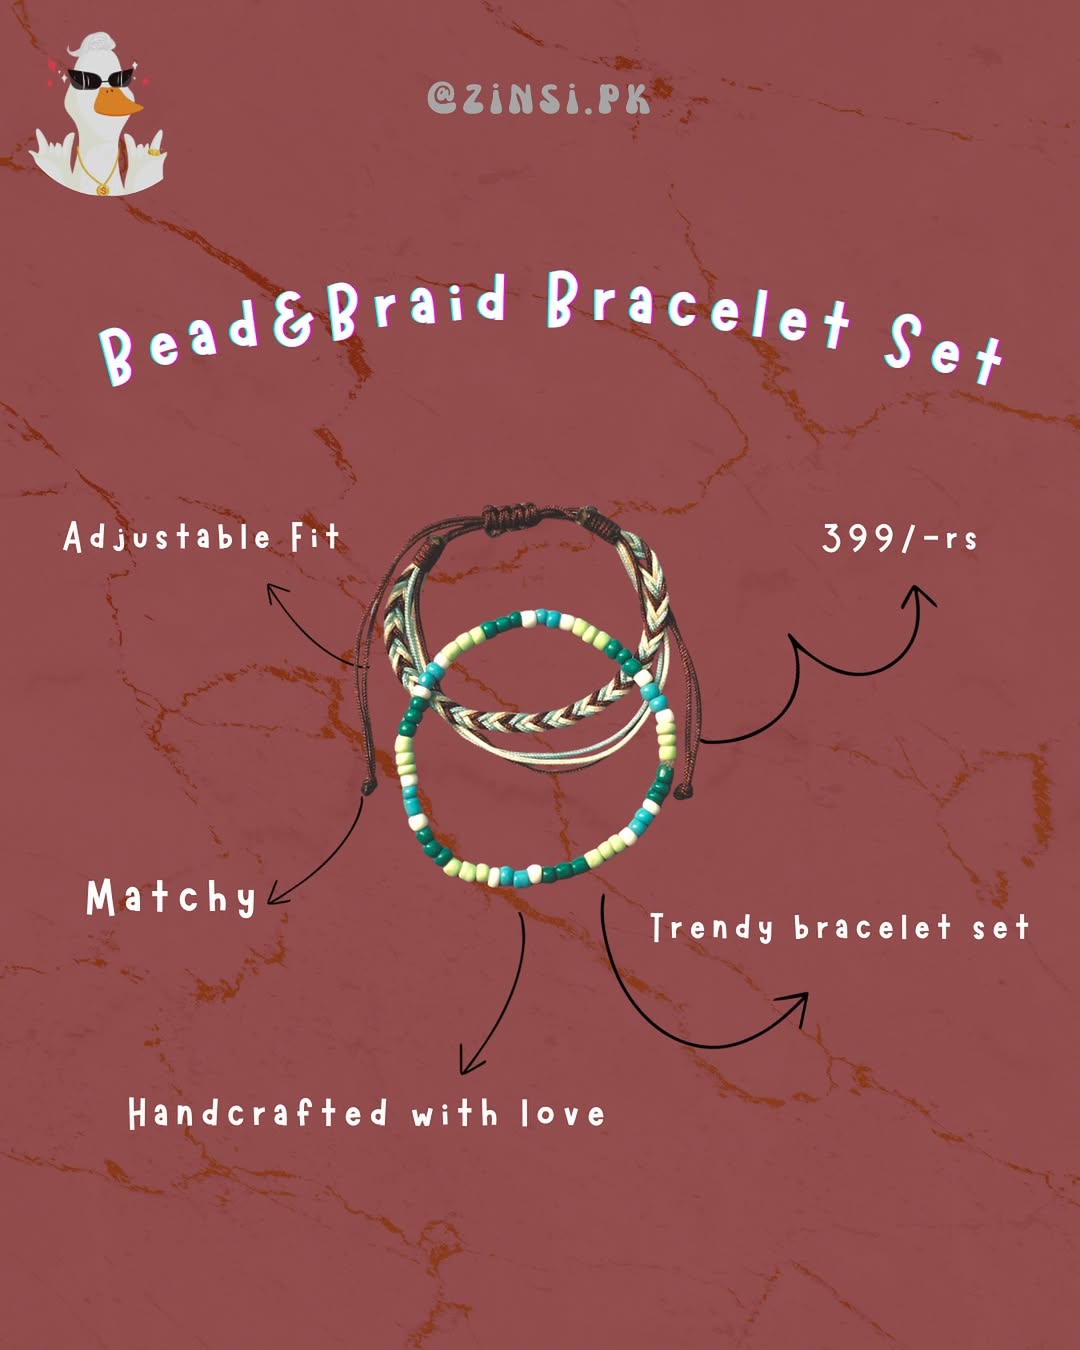 @ZiNSi.PK
Bead&Braid Bracelet Set
Adjustable Fit
399/-rs
Matchy
Trendy bracelet set
Handcrafted with love